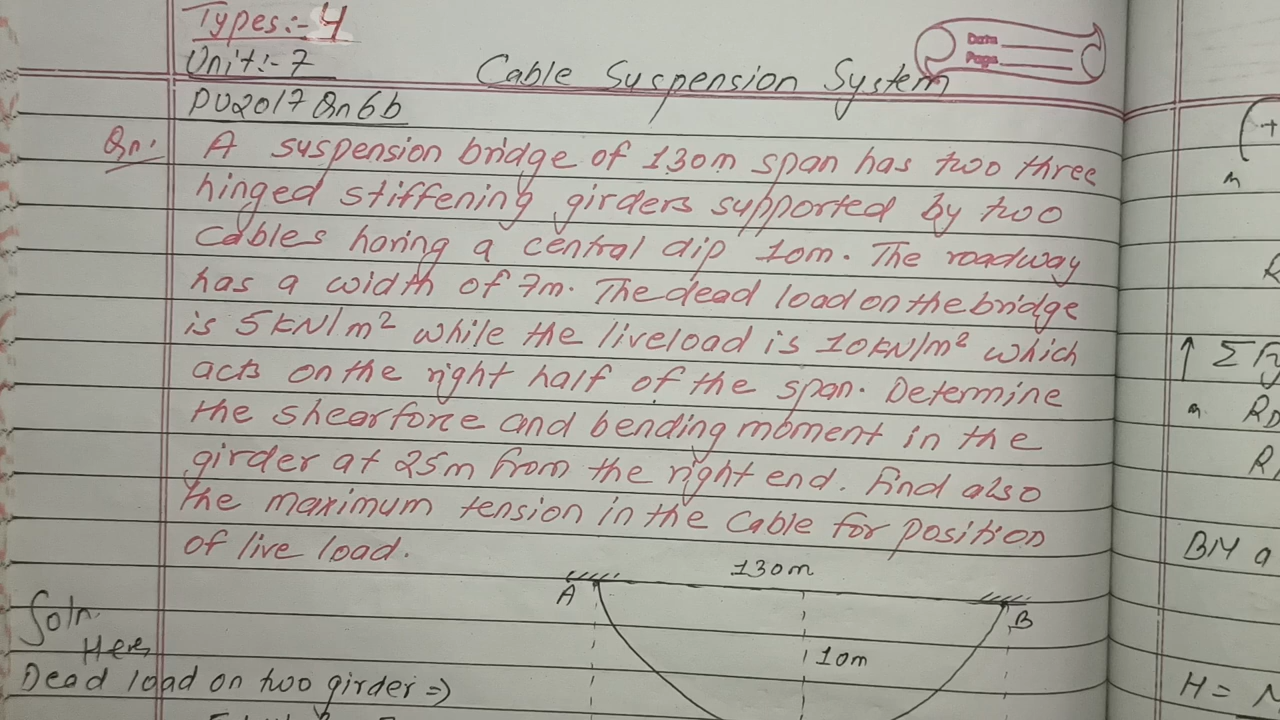 Types:- 4
Unit:- 7
Date
Page
Cable Suspension System
PU2017 Qn6b
Qn:
A suspension bridge of 130m span has two three
hinged stiffening girders supported by two
Cables having a central dip 10m. The roadway
has a width of 7m. The dead load on the bridge
is 5kN/m² while the liveload is 10kN/m² which
acts on the right half of the span. Determine
the shearforce and bending moment in the
girder at 25m from the right end. Find also
the maximum tension in the Cable for position
of live load.
130m
A
B
10m
Soln
Here,
Dead load on two girder =)
m
R
↑ ΣFy
RD
R
BM a
H =